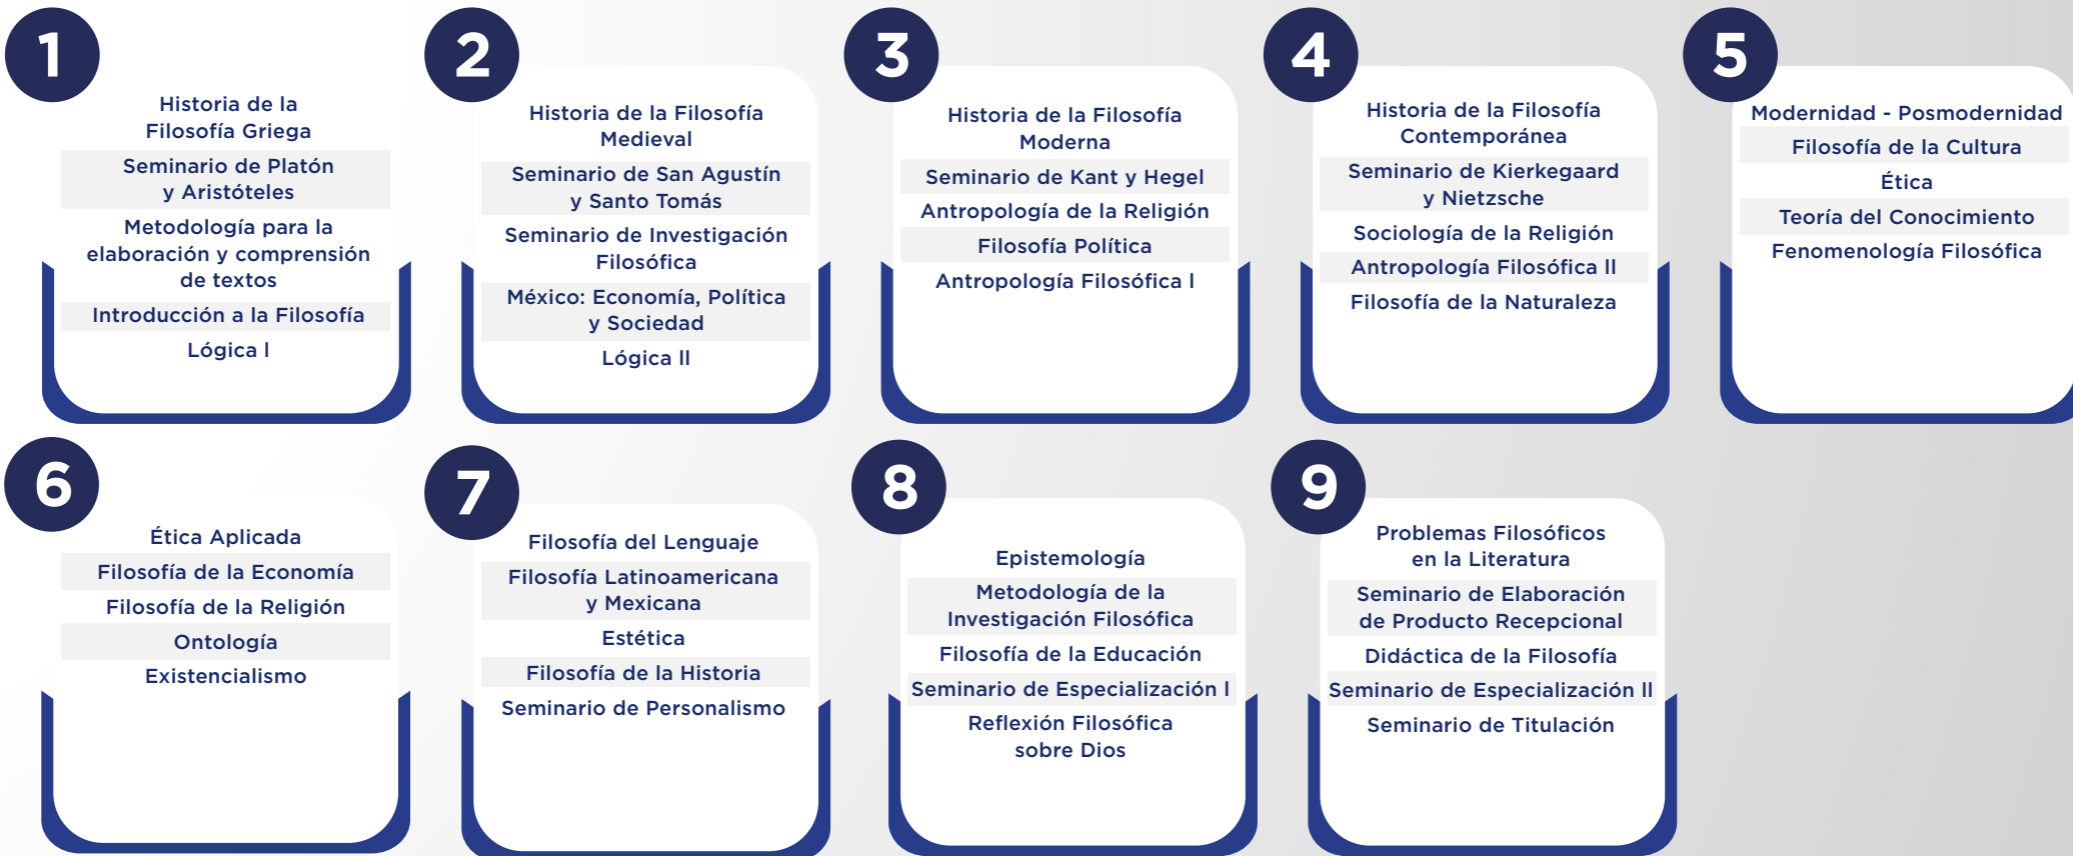 1
Historia de la
Filosofía Griega
Seminario de Platón
y Aristóteles
Metodología para la
elaboración y comprensión
de textos
Introducción a la Filosofía
Lógica I
2
Historia de la Filosofía
Medieval
Seminario de San Agustín
y Santo Tomás
Seminario de Investigación
Filosófica
México: Economía, Política
y Sociedad
Lógica II
3
Historia de la Filosofía
Moderna
Seminario de Kant y Hegel
Antropología de la Religión
Filosofía Política
Antropología Filosófica I
4
Historia de la Filosofía
Contemporánea
Seminario de Kierkegaard
y Nietzsche
Sociología de la Religión
Antropología Filosófica II
Filosofía de la Naturaleza
5
Modernidad - Posmodernidad
Filosofía de la Cultura
Ética
Teoría del Conocimiento
Fenomenología Filosófica
6
Ética Aplicada
Filosofía de la Economía
Filosofía de la Religión
Ontología
Existencialismo
7
Filosofía del Lenguaje
Filosofía Latinoamericana
y Mexicana
Estética
Filosofía de la Historia
Seminario de Personalismo
8
Epistemología
Metodología de la
Investigación Filosófica
Filosofía de la Educación
Seminario de Especialización I
Reflexión Filosófica
sobre Dios
9
Problemas Filosóficos
en la Literatura
Seminario de Elaboración
de Producto Recepcional
Didáctica de la Filosofía
Seminario de Especialización II
Seminario de Titulación